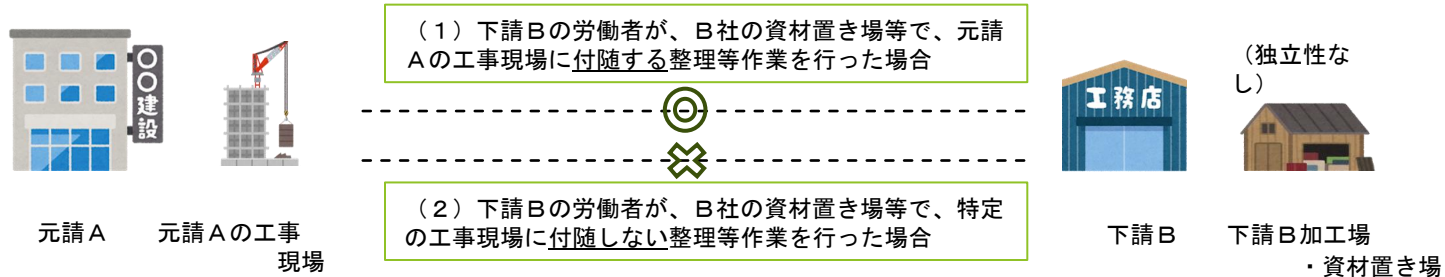 （１）下請Ｂの労働者が、Ｂ社の資材置き場等で、元請
Ａの工事現場に付随する整理等作業を行った場合
〇〇建設
工務店
（独立性な
し）
（２）下請Ｂの労働者が、Ｂ社の資材置き場等で、特定
の工事現場に付随しない整理等作業を行った場合
元請Ａ
元請Ａの工事
現場
下請Ｂ
下請Ｂ加工場
・資材置き場